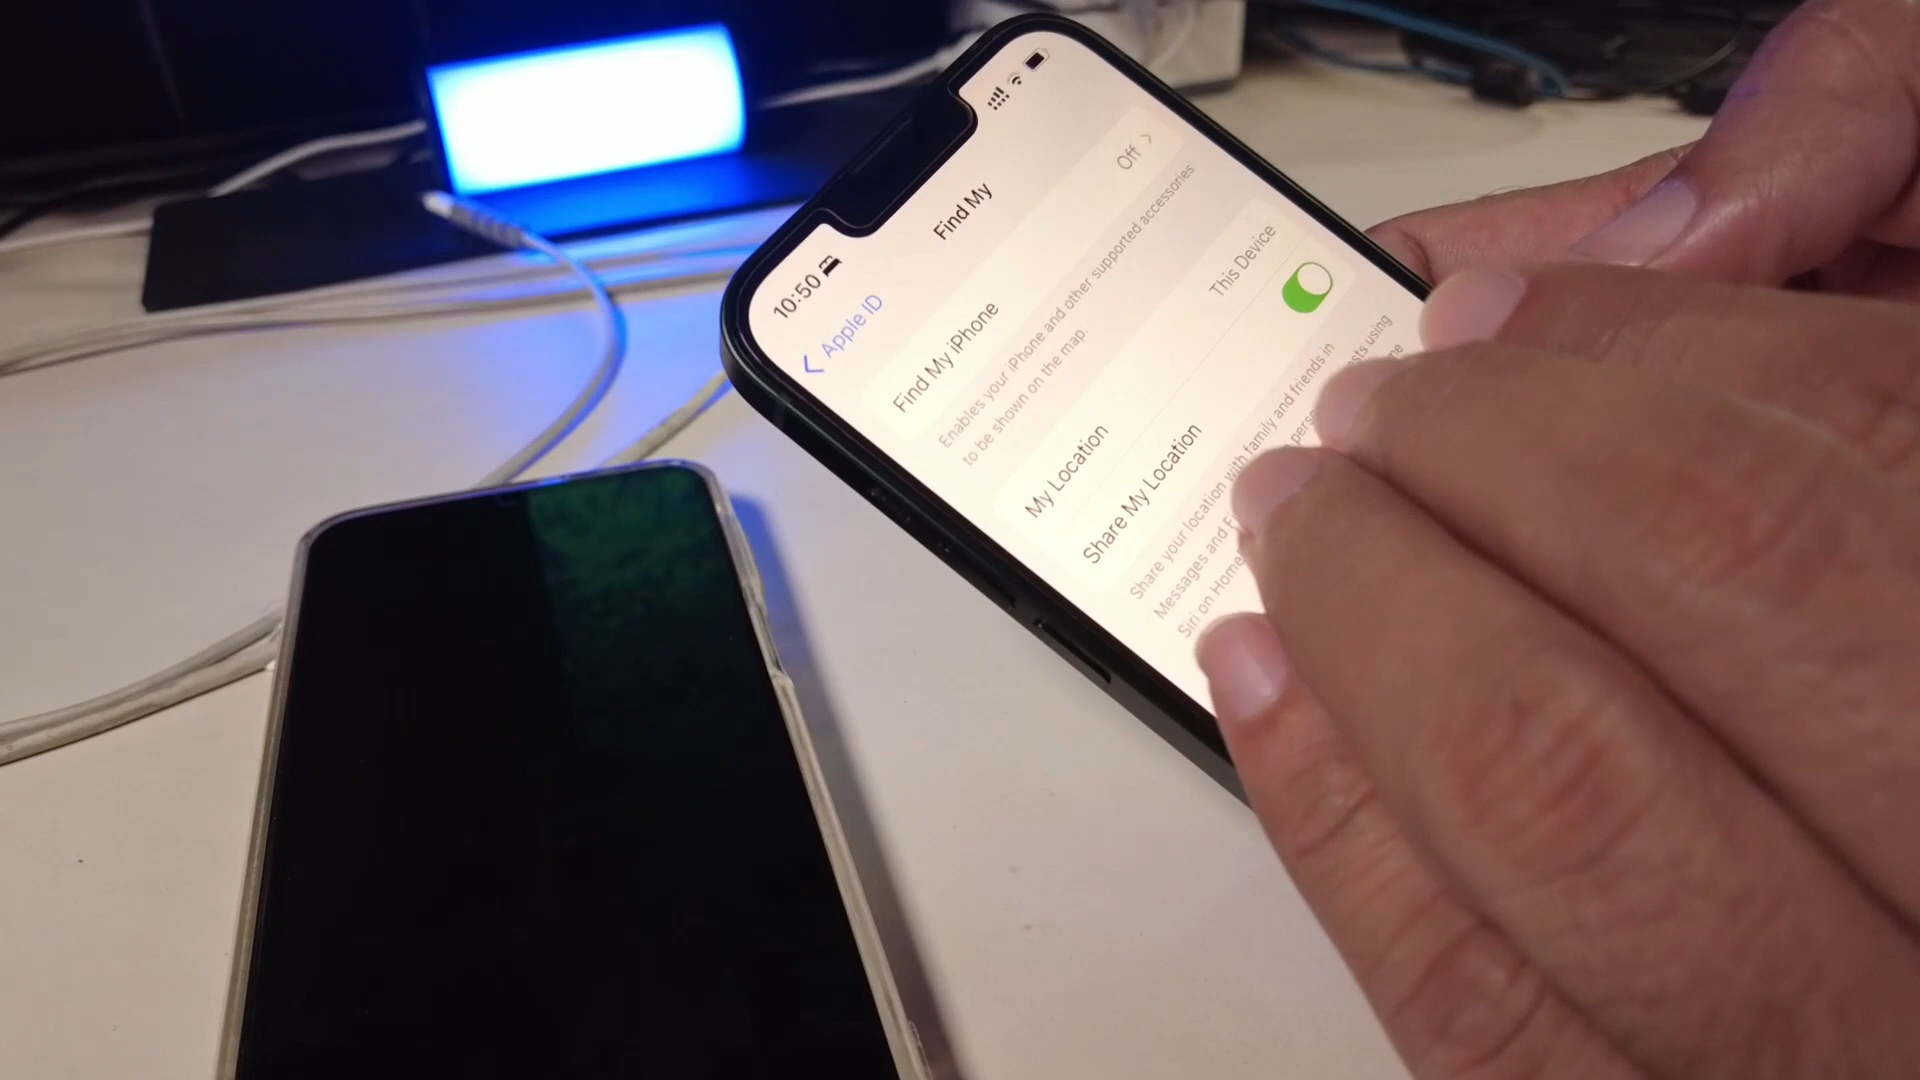 10:50
Apple ID
Find My
Find My iPhone
Off
Enables your iPhone and other supported accessories
to be shown on the map.
My Location
This Device
Share My Location
Share your location with family and friends in
Messages and
using
Siri on